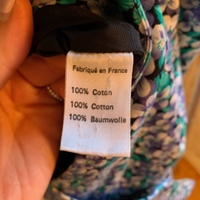 Fabriqué en France
100% Coton
100% Cotton
100% Baumwolle